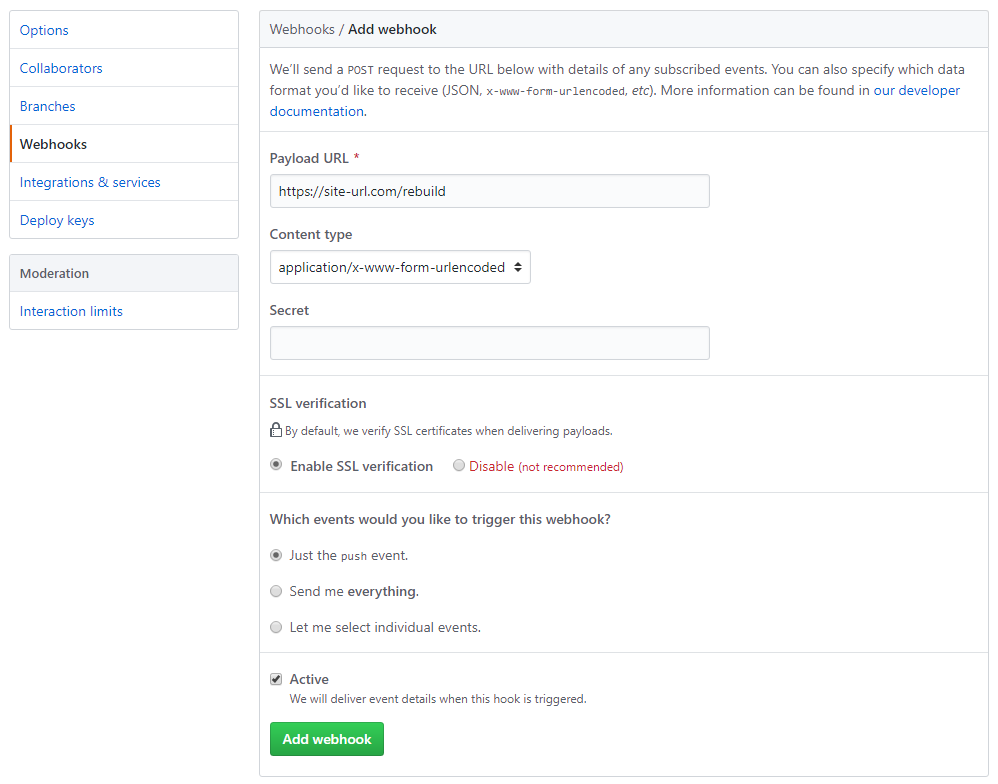 Options
Collaborators
Branches
Webhooks
Integrations & services
Deploy keys
Moderation
Interaction limits
Webhooks / Add webhook
We’ll send a POST request to the URL below with details of any subscribed events. You can also specify which data
format you’d like to receive (JSON, x-www-form-urlencoded, etc). More information can be found in our developer
documentation.
Payload URL *
https://site-url.com/rebuild
Content type
application/x-www-form-urlencoded
Secret
SSL verification
By default, we verify SSL certificates when delivering payloads.
Enable SSL verification Disable (not recommended)
Which events would you like to trigger this webhook?
Just the push event.
Send me everything.
Let me select individual events.
Active
We will deliver event details when this hook is triggered.
Add webhook